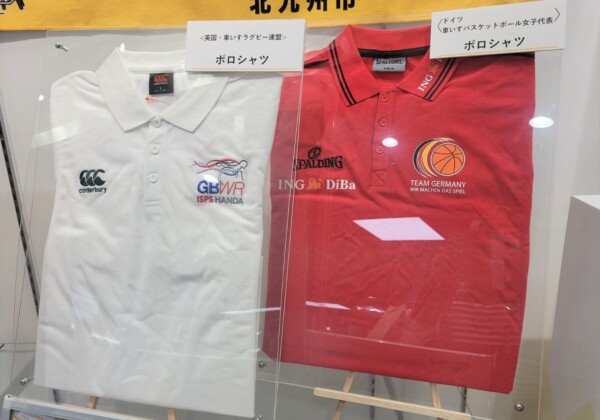 北九州市
<英国・車いすラグビー連盟>
ポロシャツ
〈ドイツ
車いすバスケットボール女子代表〉
ポロシャツ
canterbury
GBWR
ISPS HANDA
SPALDING
ING
SPALDING
ING DiBa
TEAM GERMANY
WIR MACHEN DAS SPIEL